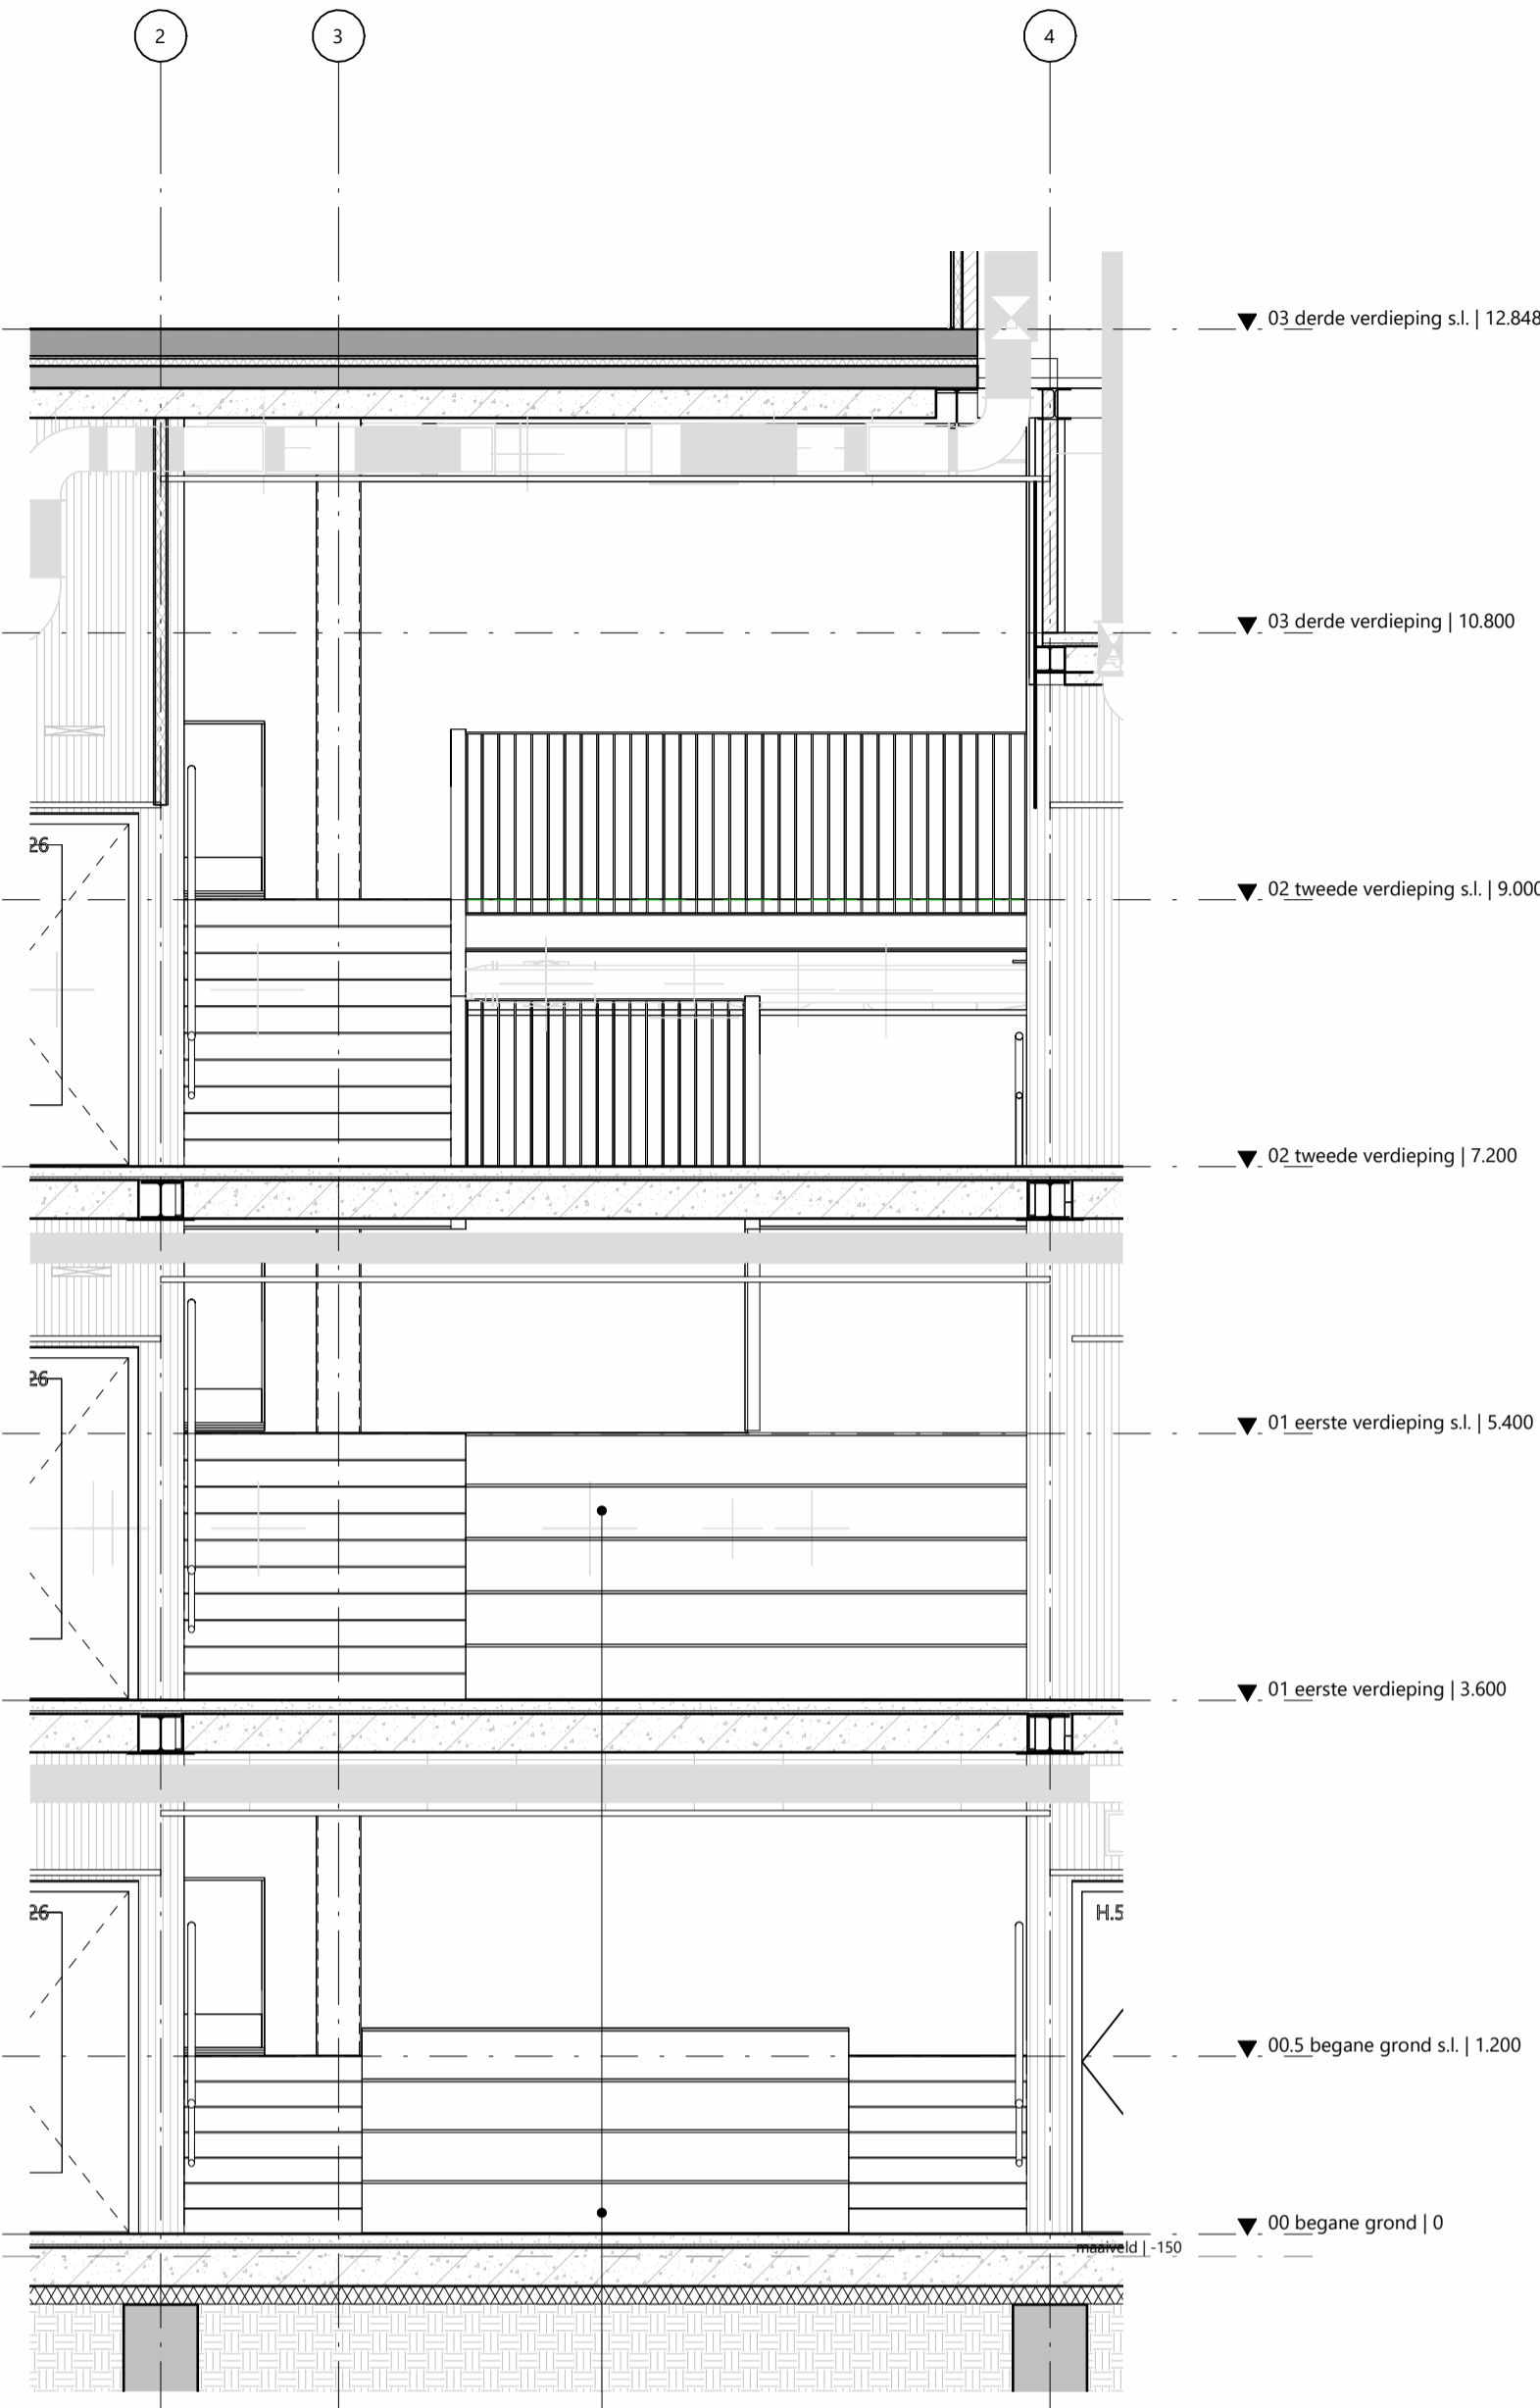 2
3
4
03 derde verdieping s.l. | 12.848
03 derde verdieping | 10.800
26
02 tweede verdieping s.l. | 9.000
02 tweede verdieping | 7.200
26
01 eerste verdieping s.l. | 5.400
01 eerste verdieping | 3.600
26
H.5
00.5 begane grond s.l. | 1.200
00 begane grond | 0
maaiveld | -150